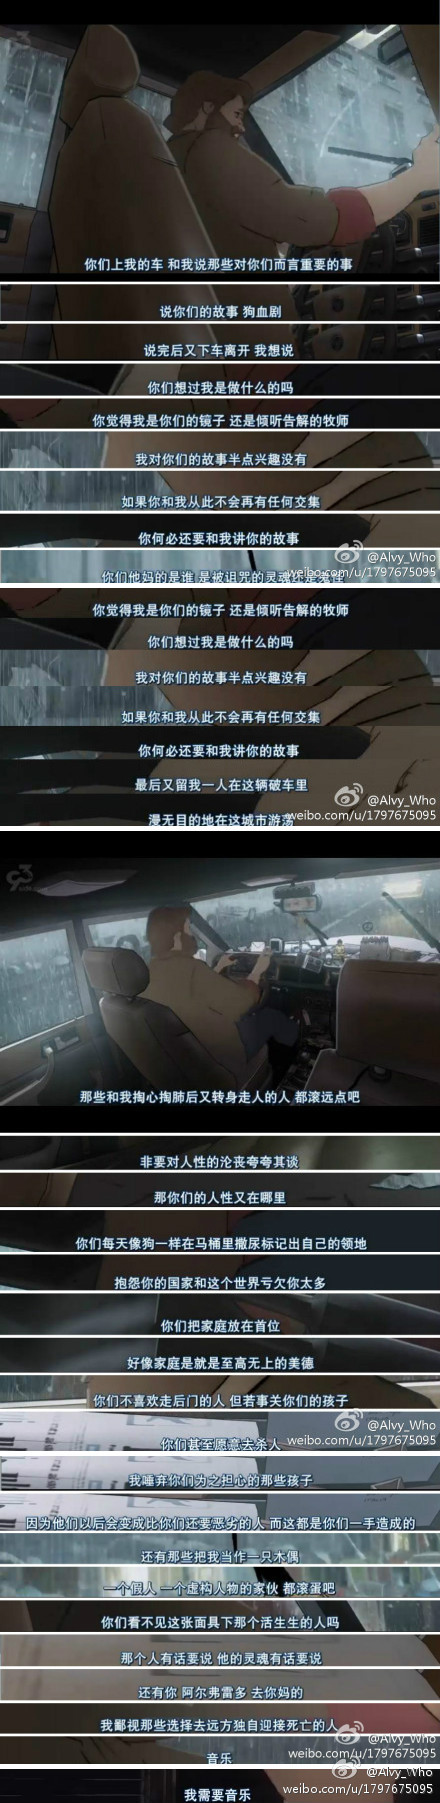 你们上我的车 和我说那些对你们而言重要的事
说你们的故事 狗血剧
说完后又下车离开 我想说
你们想过我是做什么的吗
你觉得我是你们的镜子 还是倾听告解的牧师
我对你们的故事半点兴趣没有
如果你和我从此不会再有任何交集
你何必还要和我讲你的故事
@Alvy_Who
你们他妈的是谁 是被诅咒的灵魂还是鬼怪
weibo.com/u/1797675095
你觉得我是你们的镜子 还是倾听告解的牧师
你们想过我是做什么的吗
我对你们的故事半点兴趣没有
如果你和我从此不会再有任何交集
你何必还要和我讲你的故事
最后又留我一人在这辆破车里
@Alvy_Who
漫无目的地在这城市游荡
weibo.com/u/1797675095
那些和我掏心掏肺后又转身走人的人 都滚远点吧
非要对人性的沦丧夸夸其谈
那你们的人性又在哪里
你们每天像狗一样在马桶里撒尿标记出自己的领地
抱怨你的国家和这个世界亏欠你太多
你们把家庭放在首位
好像家庭是就是至高无上的美德
你们不喜欢走后门的人 但若事关你们的孩子
@Alvy_Who
你们甚至愿意去杀人
weibo.com/u/1797675095
我唾弃你们为之担心的那些孩子
因为他们以后会变成比你们还要恶劣的人 而这都是你们一手造成的
还有那些把我当作一只木偶
一个假人 一个虚构人物的家伙 都滚蛋吧
你们看不见这张面具下那个活生生的人吗
那个人有话要说 他的灵魂有话要说
还有你 阿尔弗雷多 去你妈的
我鄙视那些选择去远方独自迎接死亡的人
@Alvy_Who
音乐
weibo.com/u/1797675095
@Alvy_Who
我需要音乐
weibo.com/u/1797675095